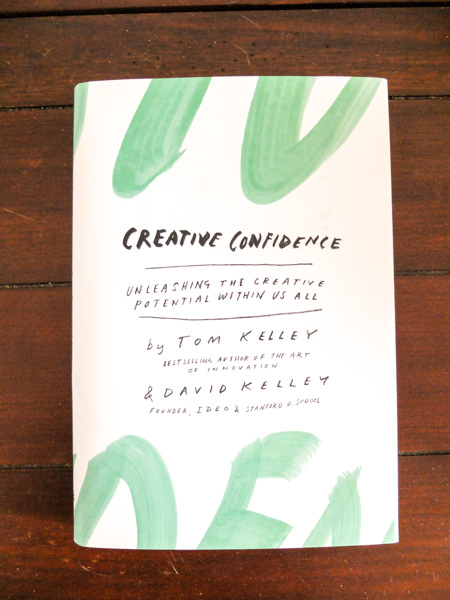 CREATIVE CONFIDENCE
UNLEASHING THE CREATIVE
POTENTIAL WITHIN US ALL
by TOM KELLEY
BESTSELLING AUTHOR OF THE ART
OF INNOVATION
& DAVID KELLEY
FOUNDER, IDEO & STANFORD D. SCHOOL